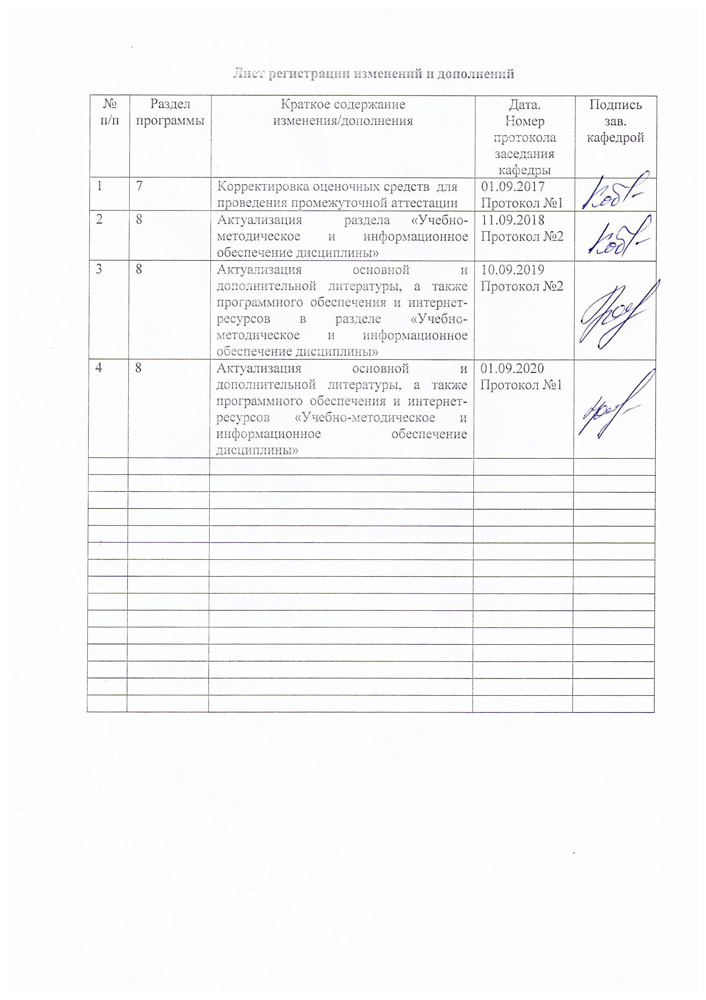 Лист регистрации изменений и дополнений
№
п/п
Раздел
программы
Краткое содержание
изменения/дополнения
Дата.
Номер
протокола
заседания
кафедры
Подпись
зав.
кафедрой
1
7
Корректировка оценочных средств для
проведения промежуточной аттестации
01.09.2017
Протокол №1
2
8
Актуализация раздела «Учебно-
методическое и информационное
обеспечение дисциплины»
11.09.2018
Протокол №2
3
8
Актуализация основной и
дополнительной литературы, а также
программного обеспечения и интернет-
ресурсов в разделе «Учебно-
методическое и информационное
обеспечение дисциплины»
10.09.2019
Протокол №2
4
8
Актуализация основной и
дополнительной литературы, а также
программного обеспечения и интернет-
ресурсов «Учебно-методическое и
информационное обеспечение
дисциплины»
01.09.2020
Протокол №1